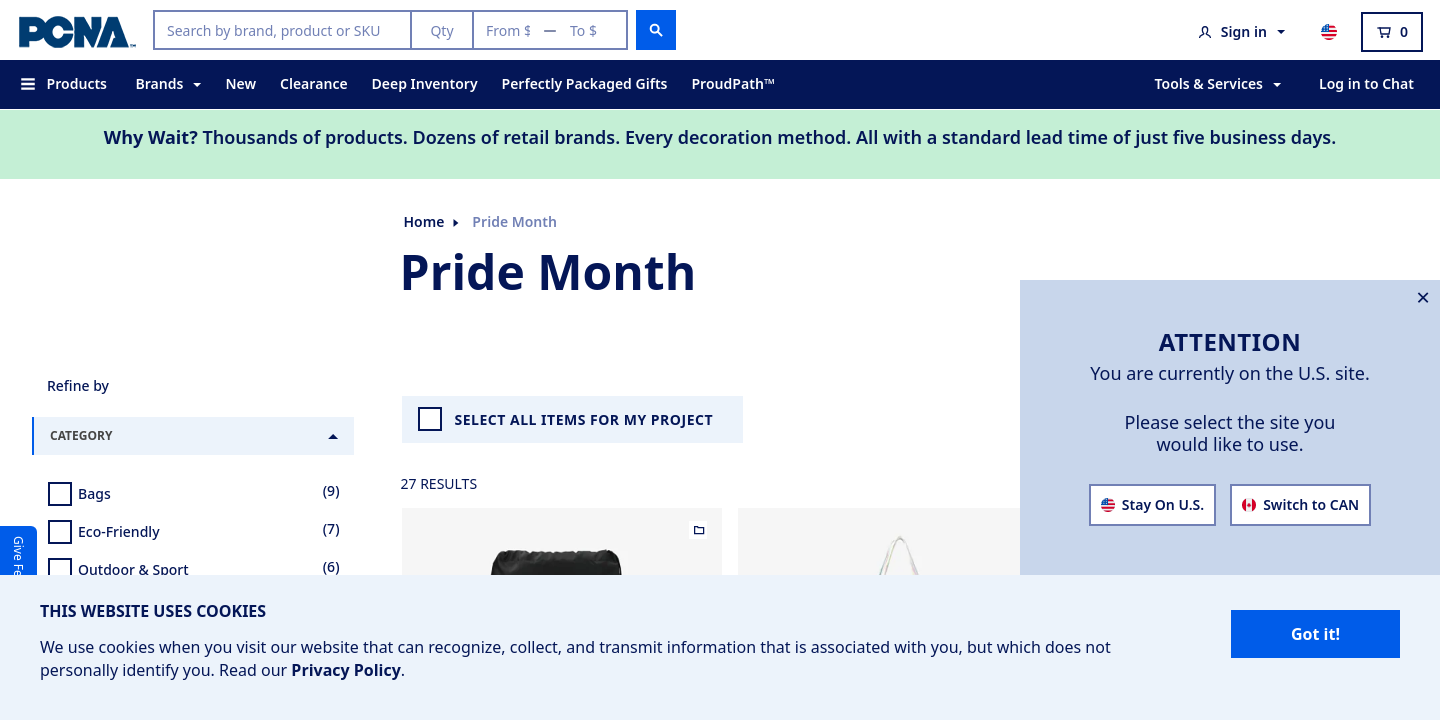 PCNA™
Search by brand, product or SKU
Qty
From $ — To $
Sign in
0
Products
Brands
New
Clearance
Deep Inventory
Perfectly Packaged Gifts
ProudPath™
Tools & Services
Log in to Chat
Why Wait? Thousands of products. Dozens of retail brands. Every decoration method. All with a standard lead time of just five business days.
Home
Pride Month
Pride Month
ATTENTION
You are currently on the U.S. site.
Please select the site you
would like to use.
Stay On U.S.
Switch to CAN
Refine by
CATEGORY
Bags (9)
Eco-Friendly (7)
Outdoor & Sport (6)
SELECT ALL ITEMS FOR MY PROJECT
27 RESULTS
Give
THIS WEBSITE USES COOKIES
We use cookies when you visit our website that can recognize, collect, and transmit information that is associated with you, but which does not
personally identify you. Read our Privacy Policy.
Got it!